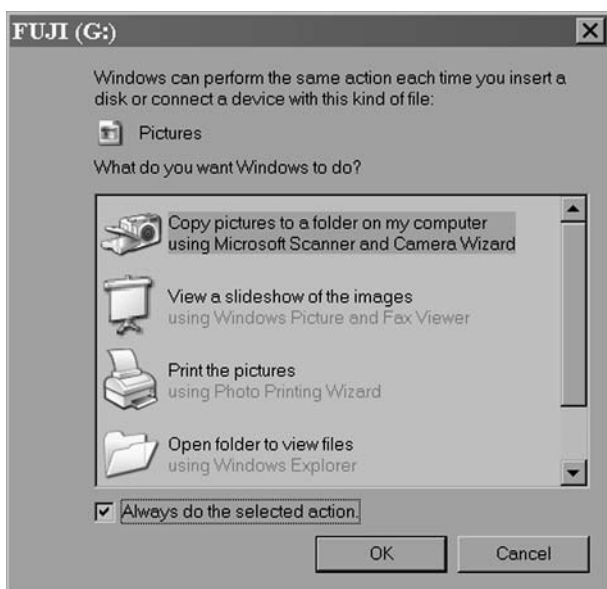 FUJI (G:)
Windows can perform the same action each time you insert a
disk or connect a device with this kind of file:
Pictures
What do you want Windows to do?
Copy pictures to a folder on my computer
using Microsoft Scanner and Camera Wizard
View a slideshow of the images
using Windows Picture and Fax Viewer
Print the pictures
using Photo Printing Wizard
Open folder to view files
using Windows Explorer
Always do the selected action.
OK Cancel